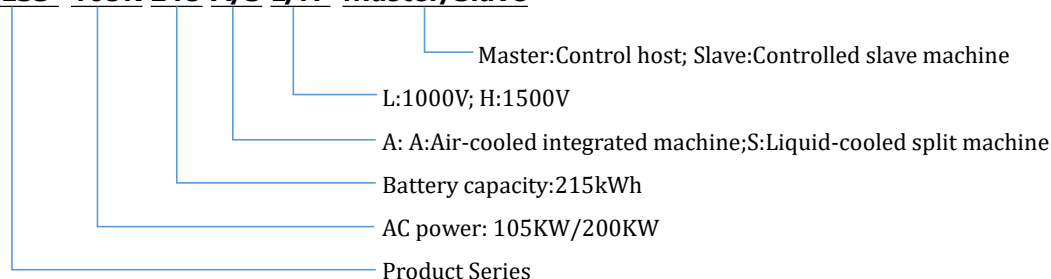 Master:Control host; Slave:Controlled slave machine
L:1000V; H:1500V
A: A:Air-cooled integrated machine;S:Liquid-cooled split machine
Battery capacity:215kWh
AC power: 105KW/200KW
Product Series